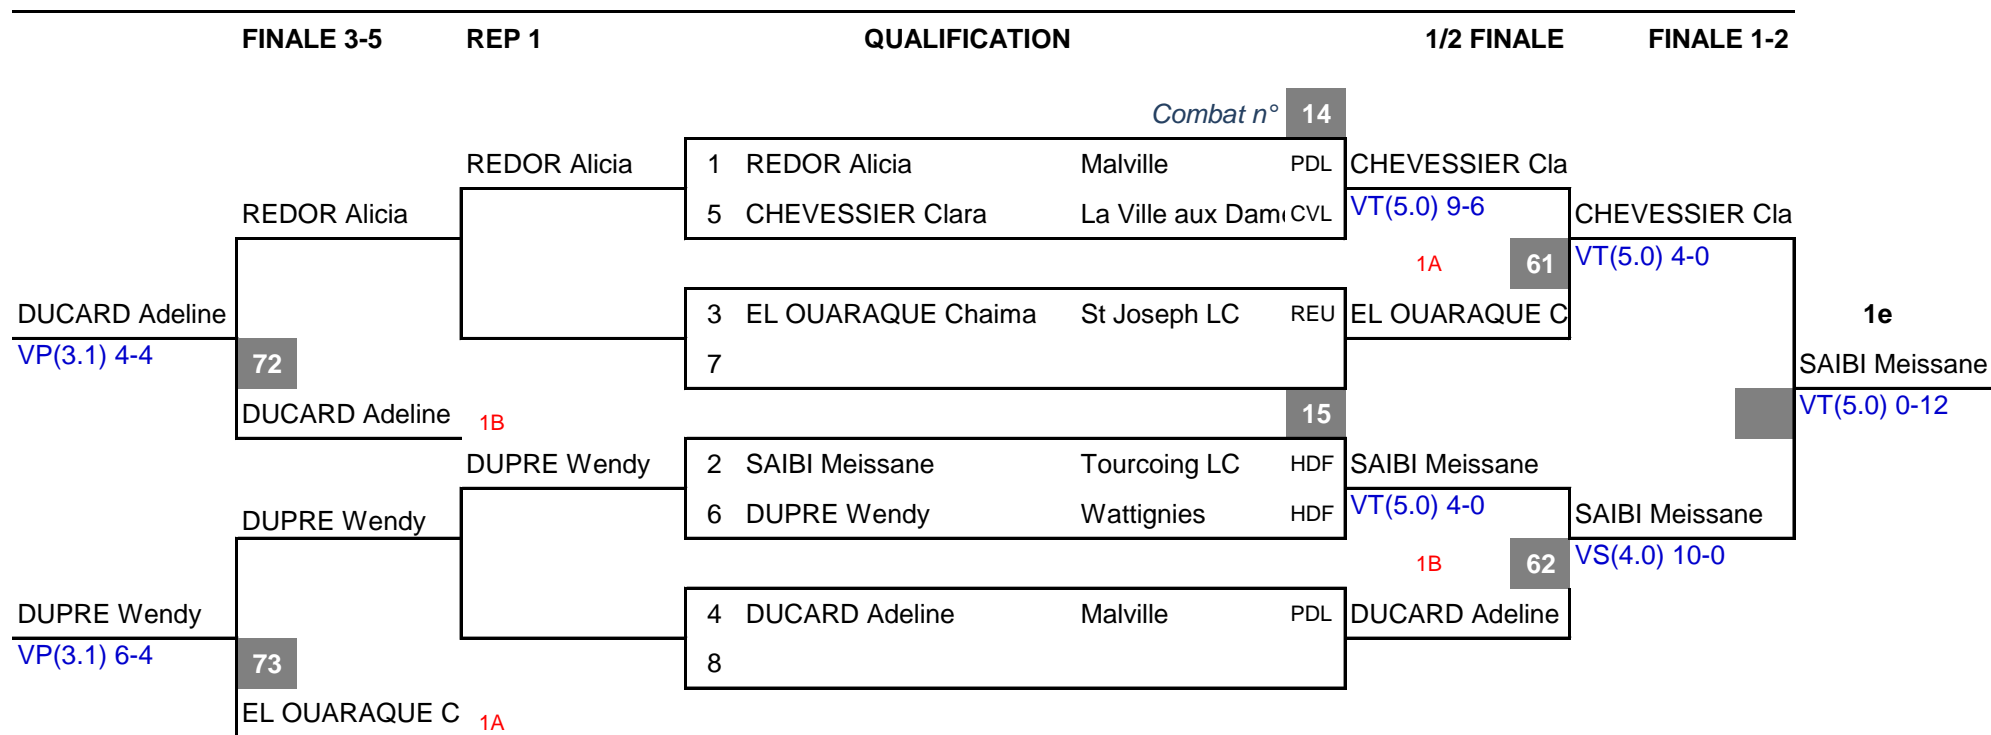 FINALE 3-5 REP 1 QUALIFICATION 1/2 FINALE FINALE 1-2
Combat n° 14
REDOR Alicia 1 REDOR Alicia Malville PDL CHEVESSIER Cla
REDOR Alicia 5 CHEVESSIER Clara La Ville aux Dam CVL VT(5.0) 9-6 CHEVESSIER Cla
1A 61 VT(5.0) 4-0
DUCARD Adeline 3 EL OUARAQUE Chaima St Joseph LC REU EL OUARAQUE C 1e
VP(3.1) 4-4 72 7 SAIBI Meissane
DUCARD Adeline 1B 15 VT(5.0) 0-12
DUPRE Wendy 2 SAIBI Meissane Tourcoing LC HDF SAIBI Meissane
DUPRE Wendy 6 DUPRE Wendy Wattignies HDF VT(5.0) 4-0 SAIBI Meissane
1B 62 VS(4.0) 10-0
DUPRE Wendy 4 DUCARD Adeline Malville PDL DUCARD Adeline
VP(3.1) 6-4 73 8
EL OUARAQUE C 1A